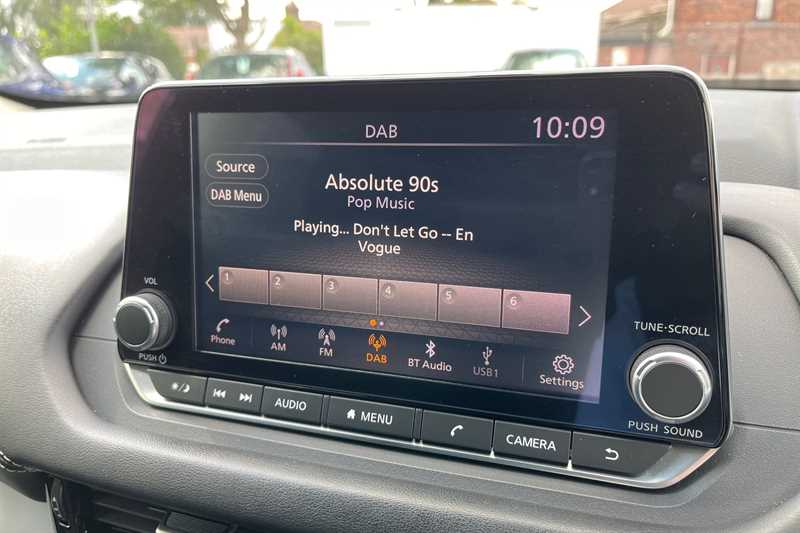 DAB
10:09
Source
DAB Menu
Absolute 90s
Pop Music
Playing... Don't Let Go -- En
Vogue
1 2 3 4 5 6
Phone
AM
FM
DAB
BT Audio
USB1
Settings
VOL
PUSH
TUNE·SCROLL
PUSH SOUND
AUDIO
MENU
CAMERA